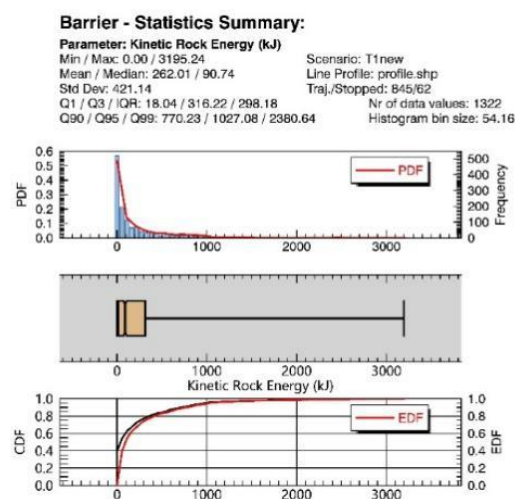 Barrier - Statistics Summary:
Parameter: Kinetic Rock Energy (kJ)
Min / Max: 0.00 / 3195.24
Scenario: T1new
Mean / Median: 262.01 / 90.74
Line Profile: profile.shp
Std Dev: 421.14
Traj./Stopped: 845/62
Q1 / Q3 / IQR: 18.04 / 316.22 / 298.18
Nr of data values: 1322
Q90 / Q95 / Q99: 770.23 / 1027.08 / 2380.64
Histogram bin size: 54.16
PDF
0.6
0.5
0.4
0.3
0.2
0.1
0.0
PDF
500
400
300
200
100
0
Frequency
0 1000 2000 3000
0 1000 2000 3000
Kinetic Rock Energy (kJ)
CDF
1.0
0.8
0.6
0.4
0.2
0.0
EDF
1.0
0.8
0.6
0.4
0.2
0.0
EDF
0 1000 2000 3000